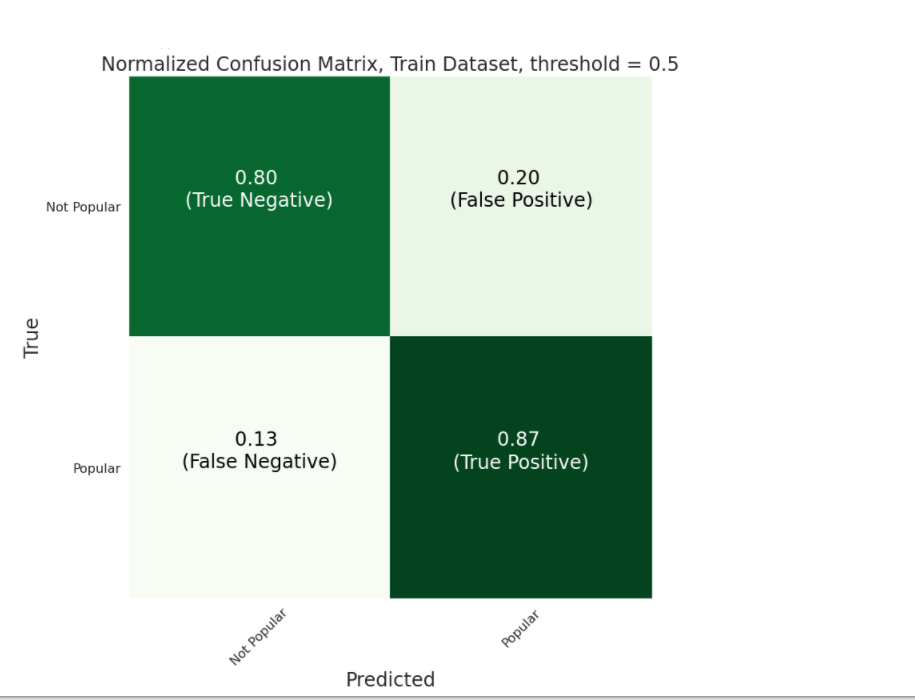 Normalized Confusion Matrix, Train Dataset, threshold = 0.5
0.80
(True Negative)
0.20
(False Positive)
Not Popular
True
0.13
(False Negative)
0.87
(True Positive)
Popular
Not Popular
Popular
Predicted